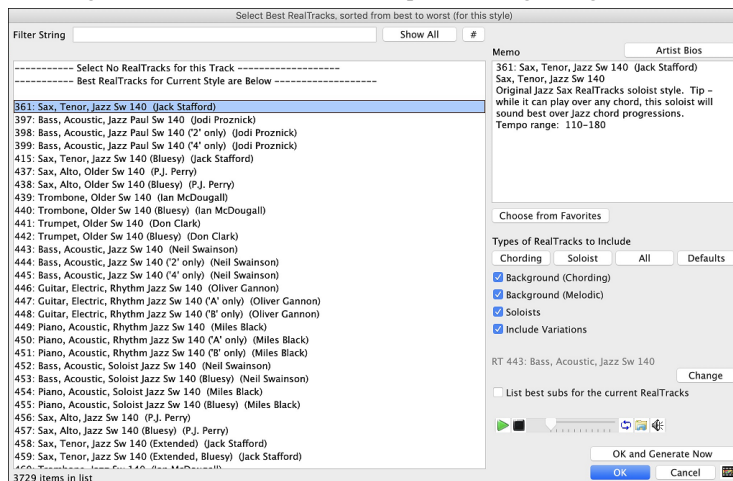 Select Best RealTracks, sorted from best to worst (for this style)
Filter String
Show All
#
----------- Select No RealTracks for this Track -------------------
----------- Best RealTracks for Current Style are Below -------------------
361: Sax, Tenor, Jazz Sw 140 (Jack Stafford)
397: Bass, Acoustic, Jazz Paul Sw 140 (Jodi Proznick)
398: Bass, Acoustic, Jazz Paul Sw 140 ('2' only) (Jodi Proznick)
399: Bass, Acoustic, Jazz Paul Sw 140 ('4' only) (Jodi Proznick)
415: Sax, Tenor, Jazz Sw 140 (Bluesy) (Jack Stafford)
437: Sax, Alto, Older Sw 140 (P.J. Perry)
438: Sax, Alto, Older Sw 140 (Bluesy) (P.J. Perry)
439: Trombone, Older Sw 140 (Ian McDougall)
440: Trombone, Older Sw 140 (Bluesy) (Ian McDougall)
441: Trumpet, Older Sw 140 (Don Clark)
442: Trumpet, Older Sw 140 (Bluesy) (Don Clark)
443: Bass, Acoustic, Jazz Sw 140 (Neil Swainson)
444: Bass, Acoustic, Jazz Sw 140 ('2' only) (Neil Swainson)
445: Bass, Acoustic, Jazz Sw 140 ('4' only) (Neil Swainson)
446: Guitar, Electric, Rhythm Jazz Sw 140 (Oliver Gannon)
447: Guitar, Electric, Rhythm Jazz Sw 140 ('A' only) (Oliver Gannon)
448: Guitar, Electric, Rhythm Jazz Sw 140 ('B' only) (Oliver Gannon)
449: Piano, Acoustic, Rhythm Jazz Sw 140 (Miles Black)
450: Piano, Acoustic, Rhythm Jazz Sw 140 ('A' only) (Miles Black)
451: Piano, Acoustic, Rhythm Jazz Sw 140 ('B' only) (Miles Black)
452: Bass, Acoustic, Soloist Jazz Sw 140 (Neil Swainson)
453: Bass, Acoustic, Soloist Jazz Sw 140 (Bluesy) (Neil Swainson)
454: Piano, Acoustic, Soloist Jazz Sw 140 (Miles Black)
455: Piano, Acoustic, Soloist Jazz Sw 140 (Bluesy) (Miles Black)
456: Sax, Alto, Jazz Sw 140 (P.J. Perry)
457: Sax, Alto, Jazz Sw 140 (Bluesy) (P.J. Perry)
458: Sax, Tenor, Jazz Sw 140 (Extended) (Jack Stafford)
459: Sax, Tenor, Jazz Sw 140 (Extended, Bluesy) (Jack Stafford)
460: Trombone, Jazz Sw 140 (Ian McDougall)
3729 items in list
Memo
Artist Bios
361: Sax, Tenor, Jazz Sw 140 (Jack Stafford)
Sax, Tenor, Jazz Sw 140
Original Jazz Sax RealTracks soloist style. Tip -
while it can play over any chord, this soloist will
sound best over Jazz chord progressions.
Tempo range: 110-180
Choose from Favorites
Types of RealTracks to Include
Chording
Soloist
All
Defaults
Background (Chording)
Background (Melodic)
Soloists
Include Variations
RT 443: Bass, Acoustic, Jazz Sw 140
Change
List best subs for the current RealTracks
OK and Generate Now
OK
Cancel